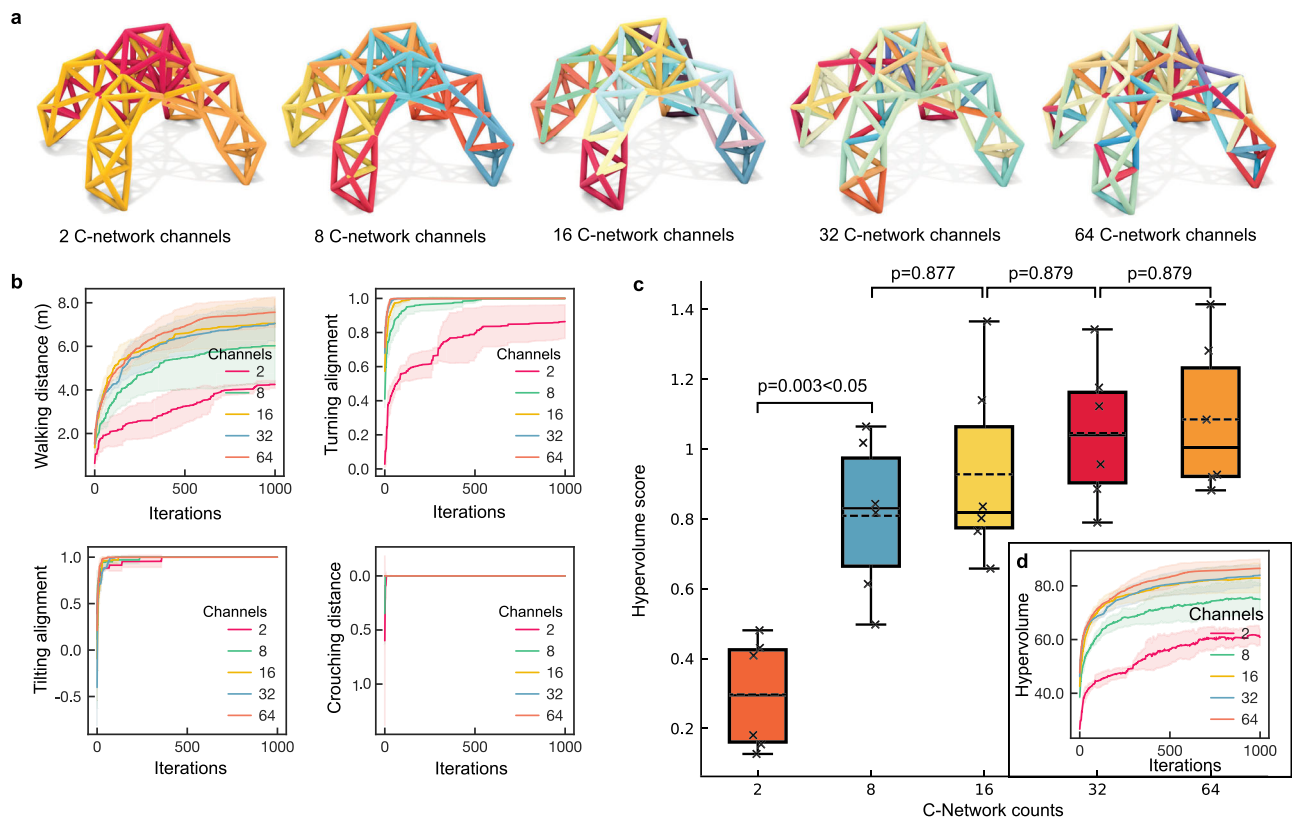 a
2 C-network channels
8 C-network channels
16 C-network channels
32 C-network channels
64 C-network channels
b
Walking distance (m)
8.0
6.0
4.0
2.0
Channels
2
8
16
32
64
0
500
1000
Iterations
Turning alignment
1.0
0.8
0.6
0.4
0.2
0.0
Channels
2
8
16
32
64
0
500
1000
Iterations
Tilting alignment
1.0
0.5
0.0
-0.5
Channels
2
8
16
32
64
0
500
1000
Iterations
Crouching distance
0.0
0.5
1.0
Channels
2
8
16
32
64
0
500
1000
Iterations
c
p=0.877
p=0.879
p=0.879
p=0.003<0.05
Hypervolume score
1.4
1.2
1
0.8
0.6
0.4
0.2
2
8
16
32
64
C-Network counts
d
Hypervolume
80.0
60.0
40.0
Channels
2
8
16
32
64
0
500
1000
Iterations